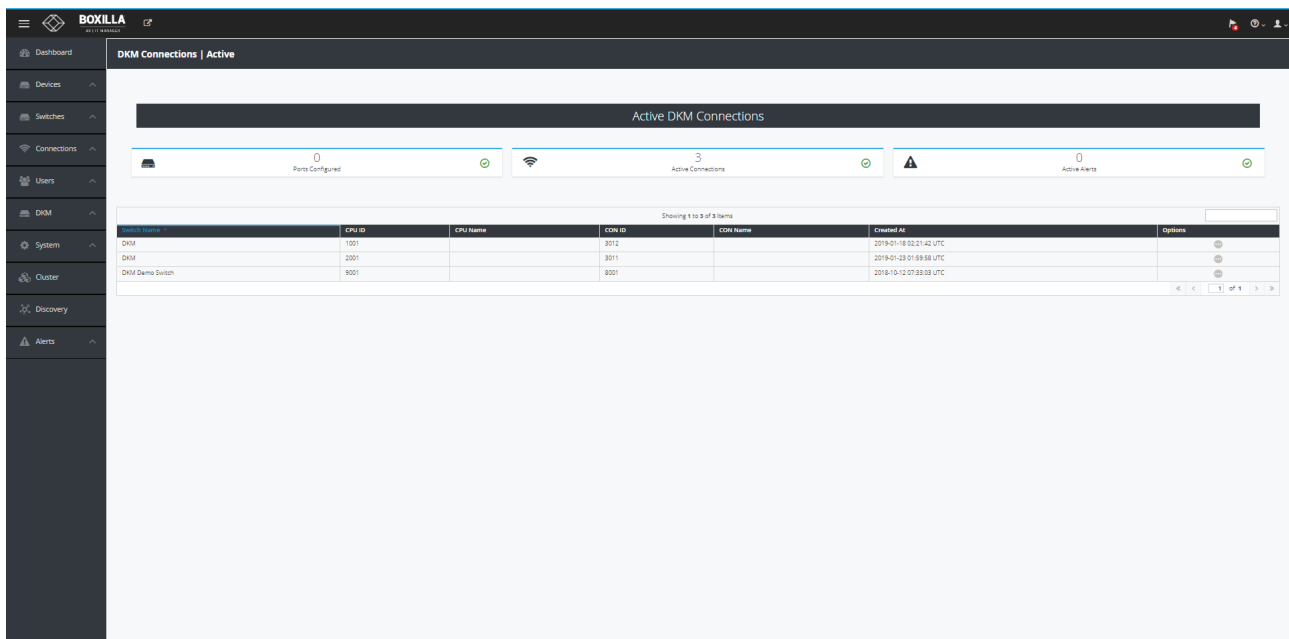 BOXILLA
4
Dashboard
DKM Connections | Active
Devices
Switches
Active DKM Connections
Connections
0
Ports Configured
3
Active Connections
0
Active Alerts
Users
DKM
Showing 1 to 3 of 3 items
Switch Name CPU ID CPU Name CON ID CON Name Created At Options
DKM 1001 3012 2019-01-18 02:21:42 UTC
DKM 2001 3011 2019-01-23 01:59:58 UTC
DKM Demo Switch 9001 8001 2018-10-12 07:33:03 UTC
« < 1 of 1 > »
System
Cluster
Discovery
Alerts